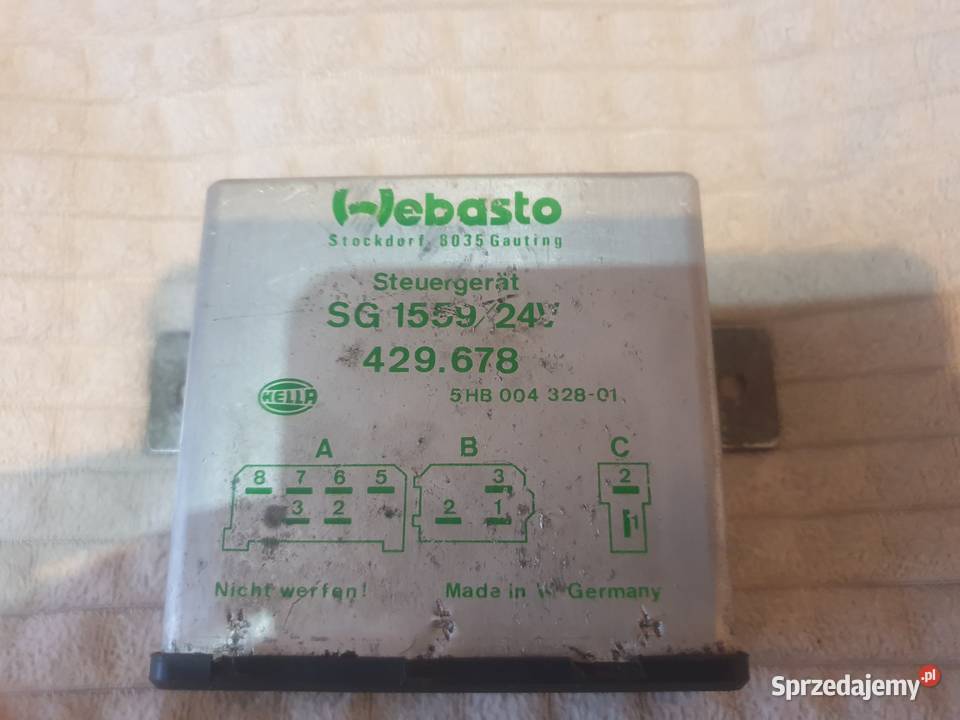 Webasto
Stockdorf, 8035 Gauting
Steuergerät
SG 1559/24V
429.678
HELLA
5HB 004 328-01
A B C
8 7 6 5 3 2
3 2 2 1 1
Nicht werfen! Made in W Germany
Sprzedajemy.pl